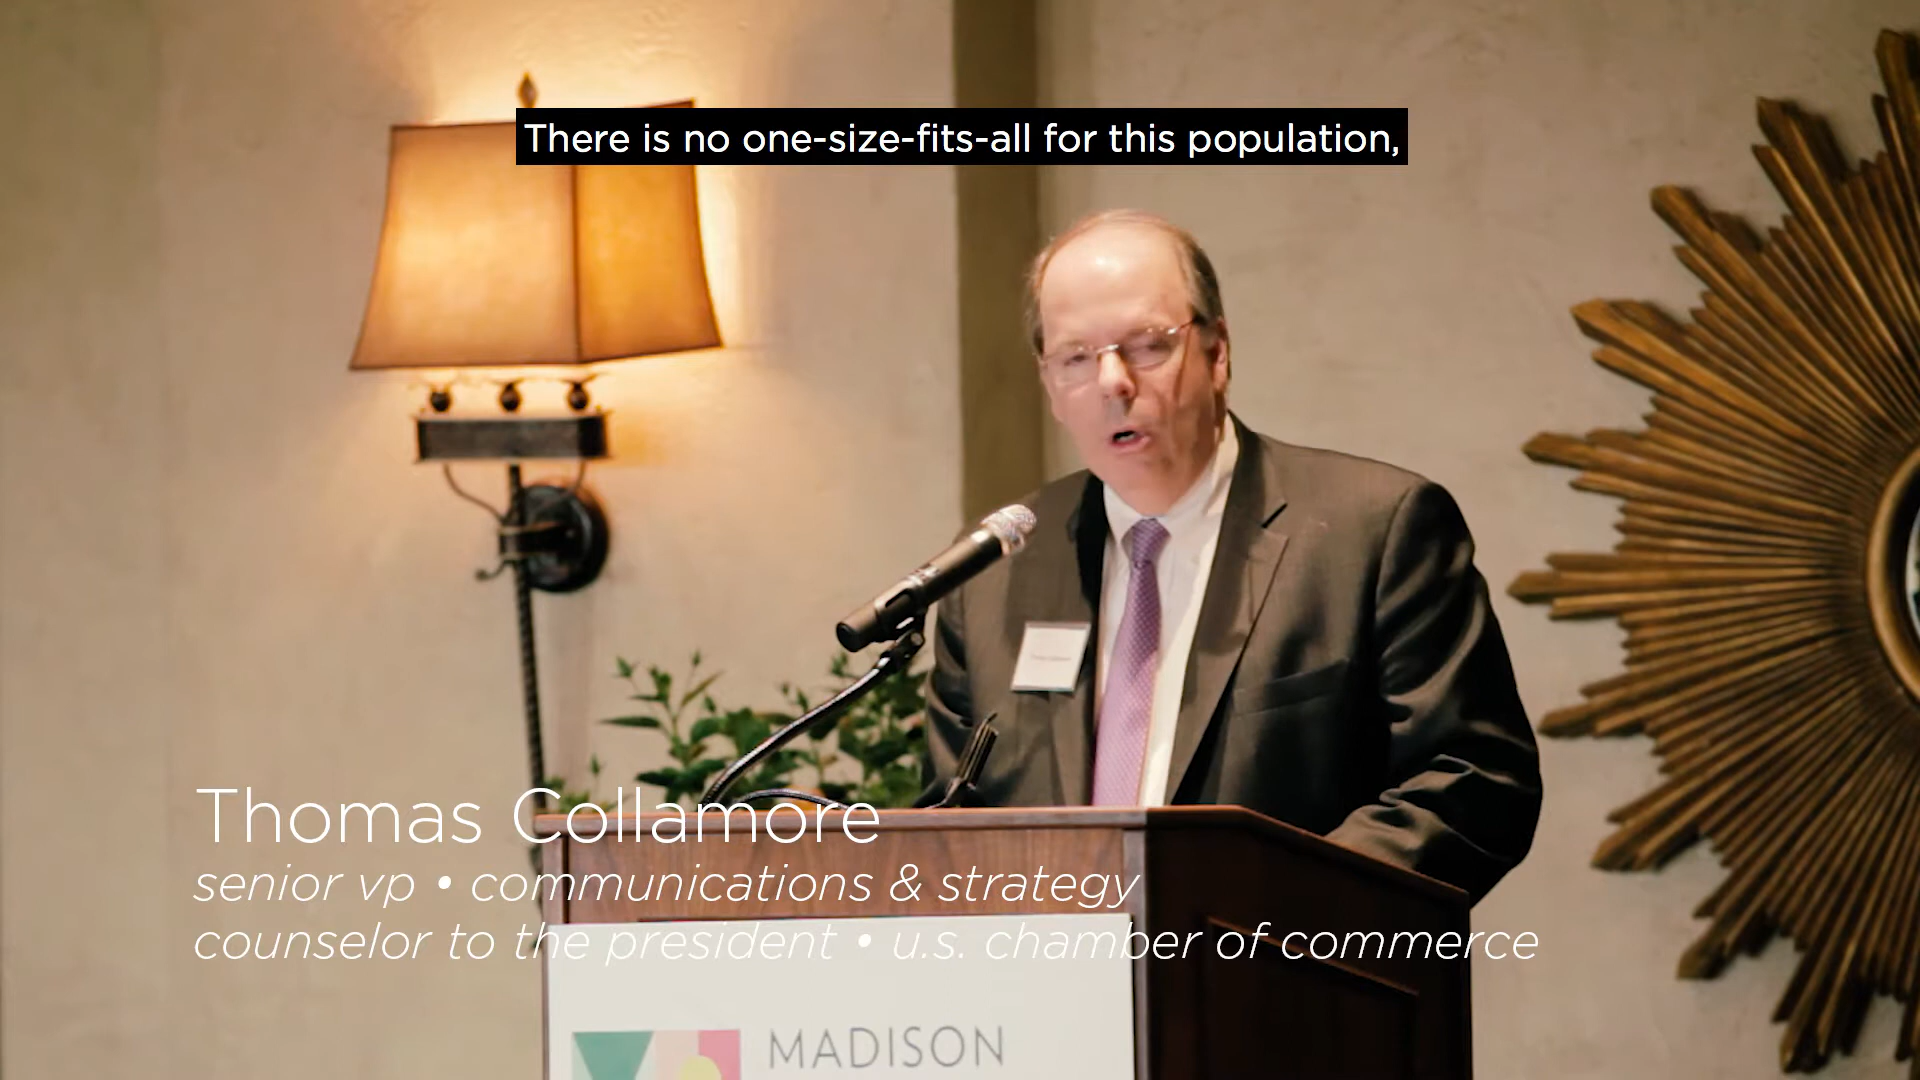 There is no one-size-fits-all for this population,
Thomas Collamore
senior vp • communications & strategy
counselor to the president • u.s. chamber of commerce
MADISON